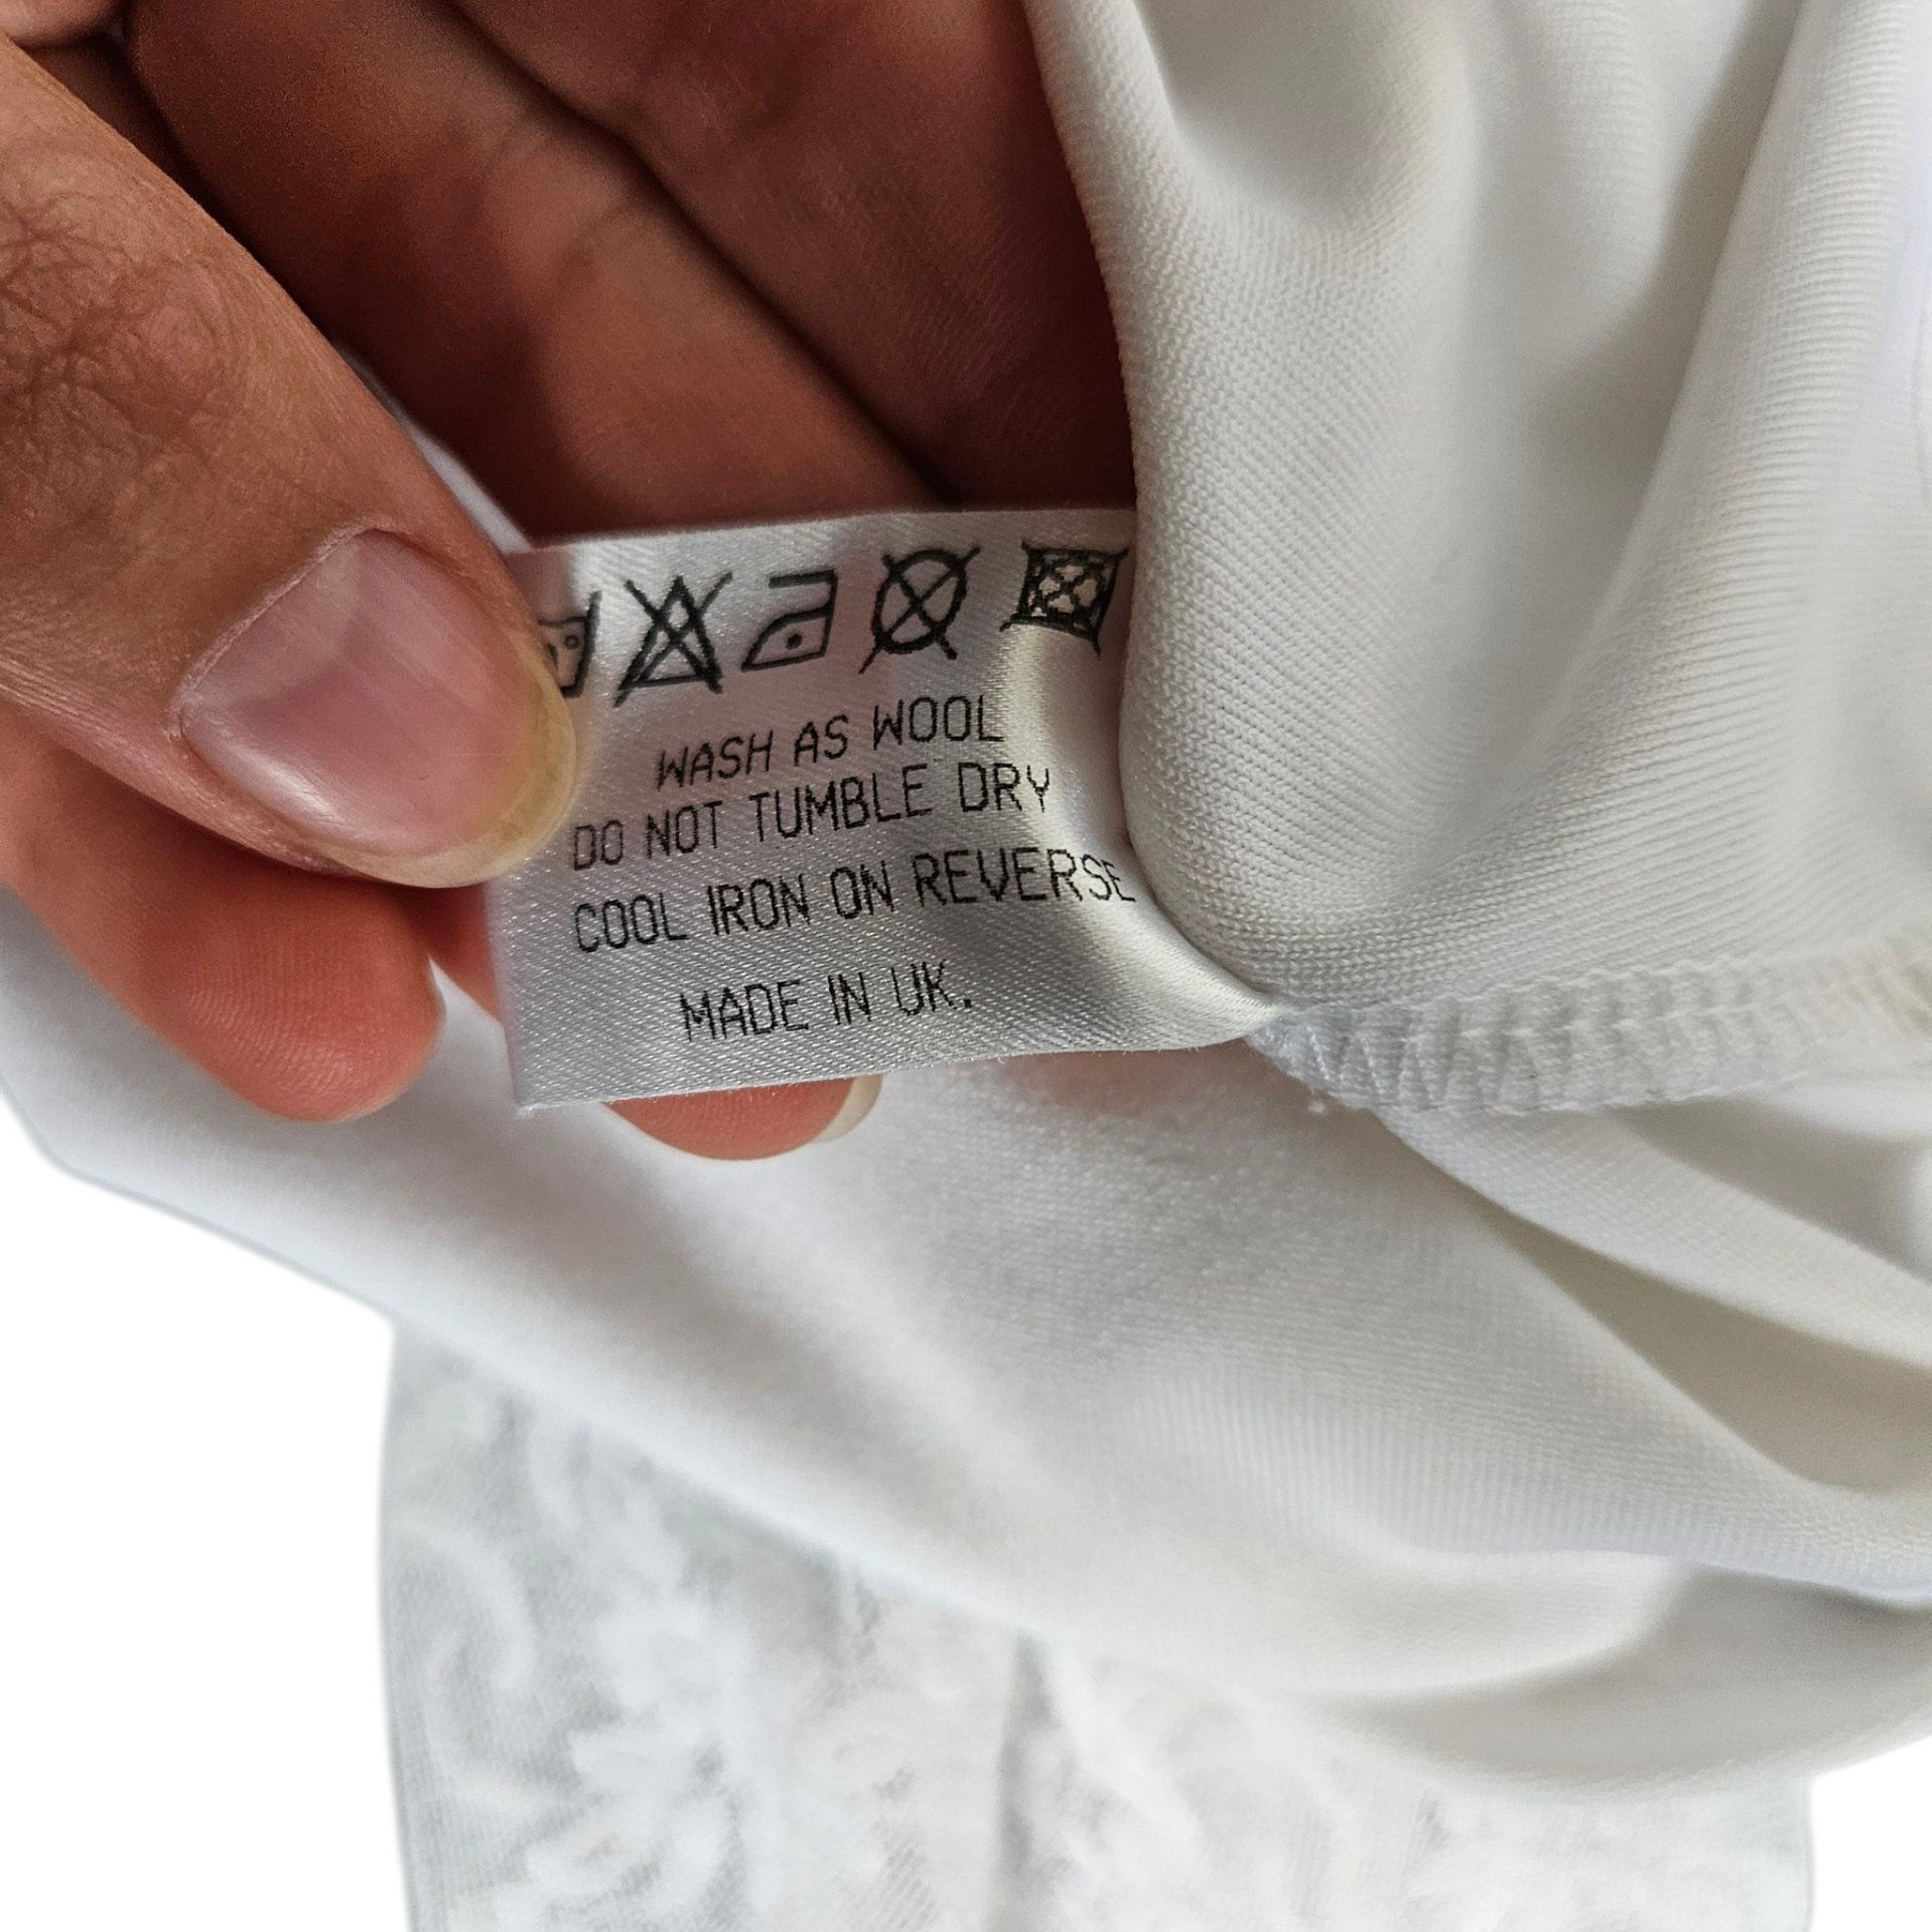 WASH AS WOOL
DO NOT TUMBLE DRY
COOL IRON ON REVERSE
MADE IN UK.